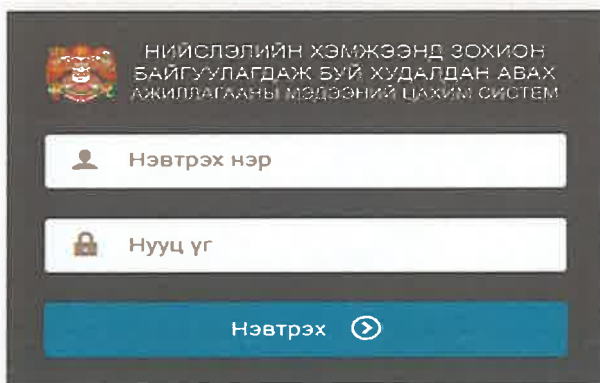 НИЙСЛЭЛИЙН ХЭМЖЭЭНД ЗОХИОН
БАЙГУУЛАГДАЖ БУЙ ХУДАЛДАН АВАХ
АЖИЛЛАГААНЫ МЭДЭЭНИЙ ЦАХИМ СИСТЕМ
Нэвтрэх нэр
Нууц үг
Нэвтрэх